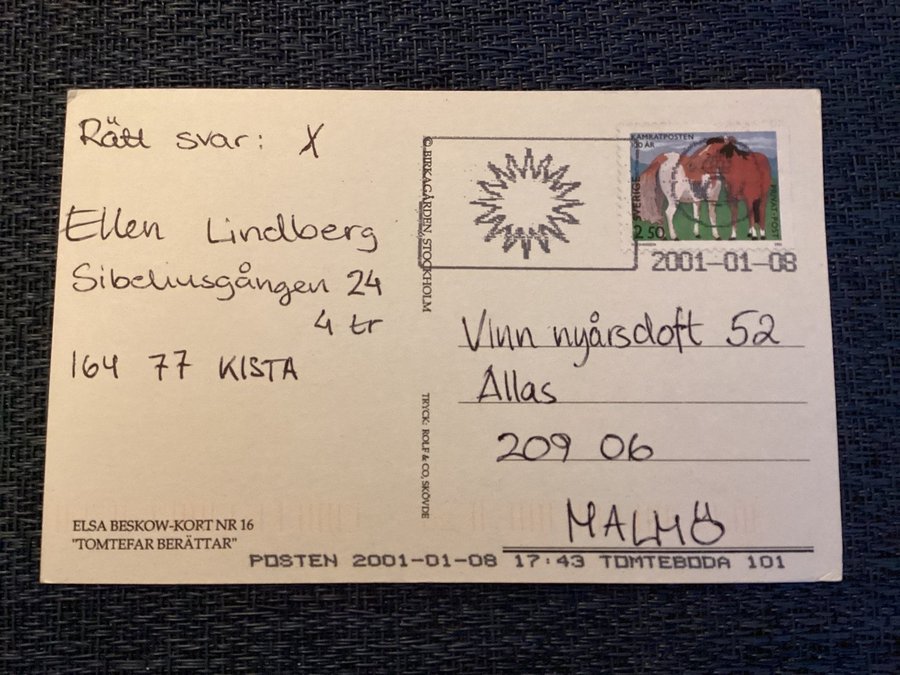 Rätt svar: X
Ellen Lindberg
Sibeliusgången 24
4 tr
164 77 KISTA
ELSA BESKOW-KORT NR 16
"TOMTEFAR BERÄTTAR"
© BIRKAGÅRDEN, STOCKHOLM
TRYCK: ROLF & CO, SKÖVDE
KAMRATPOSTEN
100 ÅR
SVERIGE
2.50
2001-01-08
Vinn nyårsdoft 52
Allas
209 06
MALMÖ
POSTEN 2001-01-08 17:43 TOMTEBODA 101